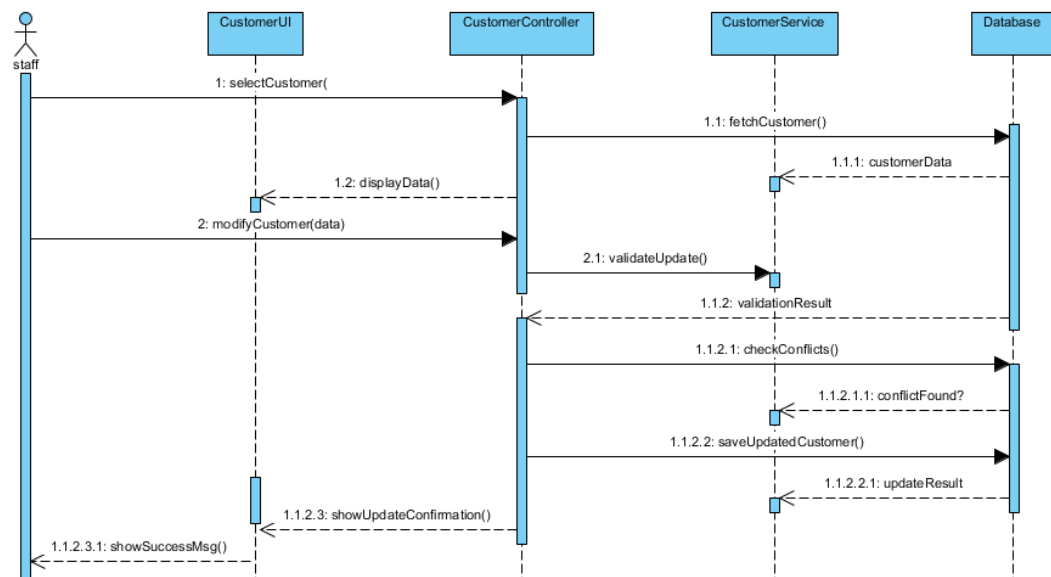 CustomerUI
CustomerController
CustomerService
Database
staff
1: selectCustomer(
1.1: fetchCustomer()
1.1.1: customerData
1.2: displayData()
2: modifyCustomer(data)
2.1: validateUpdate()
1.1.2: validationResult
1.1.2.1: checkConflicts()
1.1.2.1.1: conflictFound?
1.1.2.2: saveUpdatedCustomer()
1.1.2.2.1: updateResult
1.1.2.3: showUpdateConfirmation()
1.1.2.3.1: showSuccessMsg()